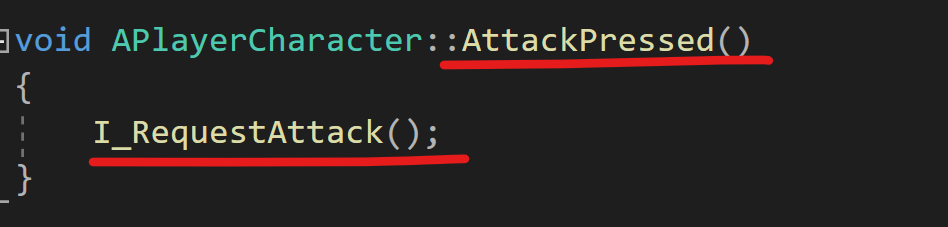 void APlayerCharacter::AttackPressed()
{
I_RequestAttack();
}